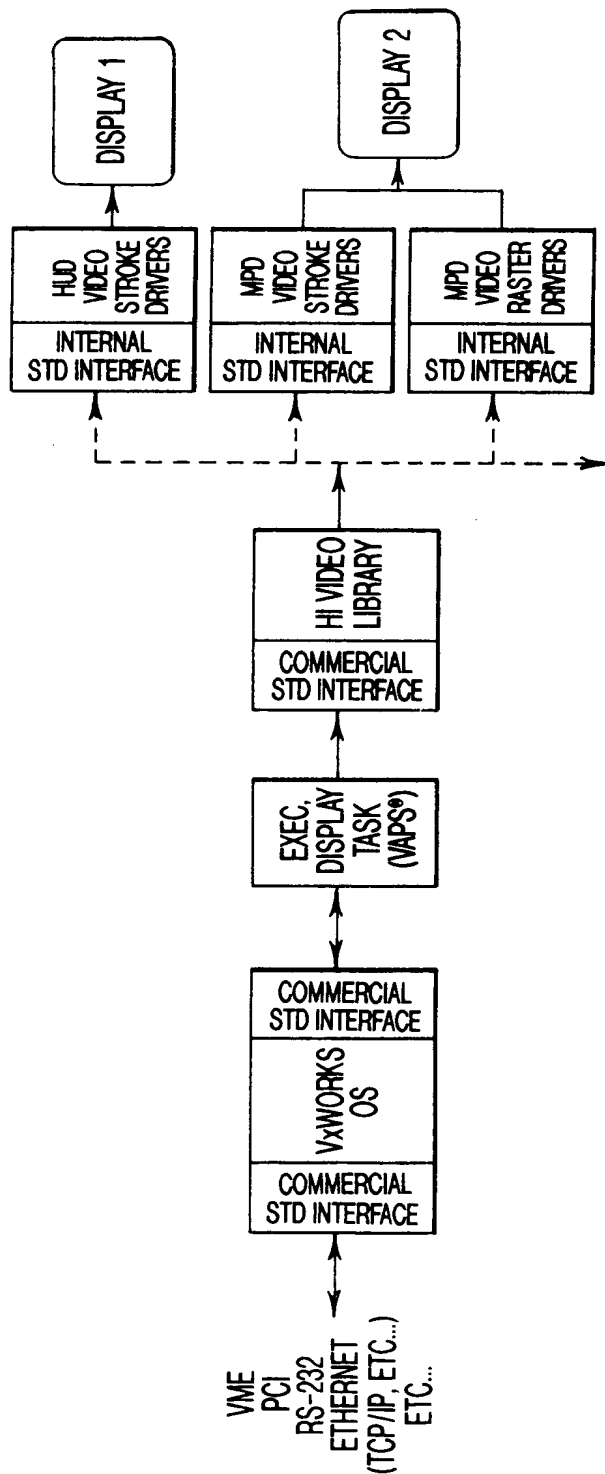 VME
PCI
RS-232
ETHERNET
(TCP/IP, ETC...)
ETC...
COMMERCIAL
STD INTERFACE
VxWORKS
OS
COMMERCIAL
STD INTERFACE
EXEC,
DISPLAY
TASK
(VAPS®)
COMMERCIAL
STD INTERFACE
HI VIDEO
LIBRARY
INTERNAL
STD INTERFACE
HUD
VIDEO
STROKE
DRIVERS
DISPLAY 1
INTERNAL
STD INTERFACE
MPD
VIDEO
STROKE
DRIVERS
INTERNAL
STD INTERFACE
MPD
VIDEO
RASTER
DRIVERS
DISPLAY 2